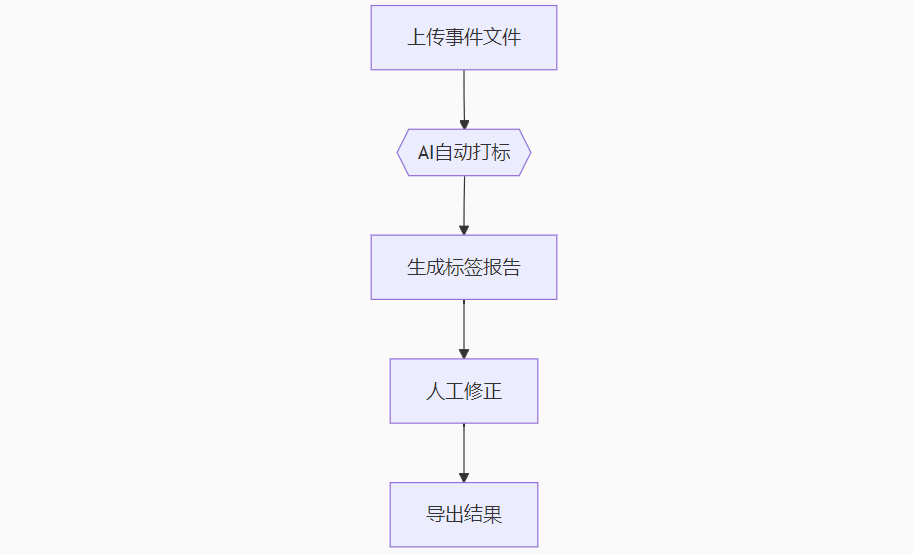 上传事件文件
AI自动打标
生成标签报告
人工修正
导出结果